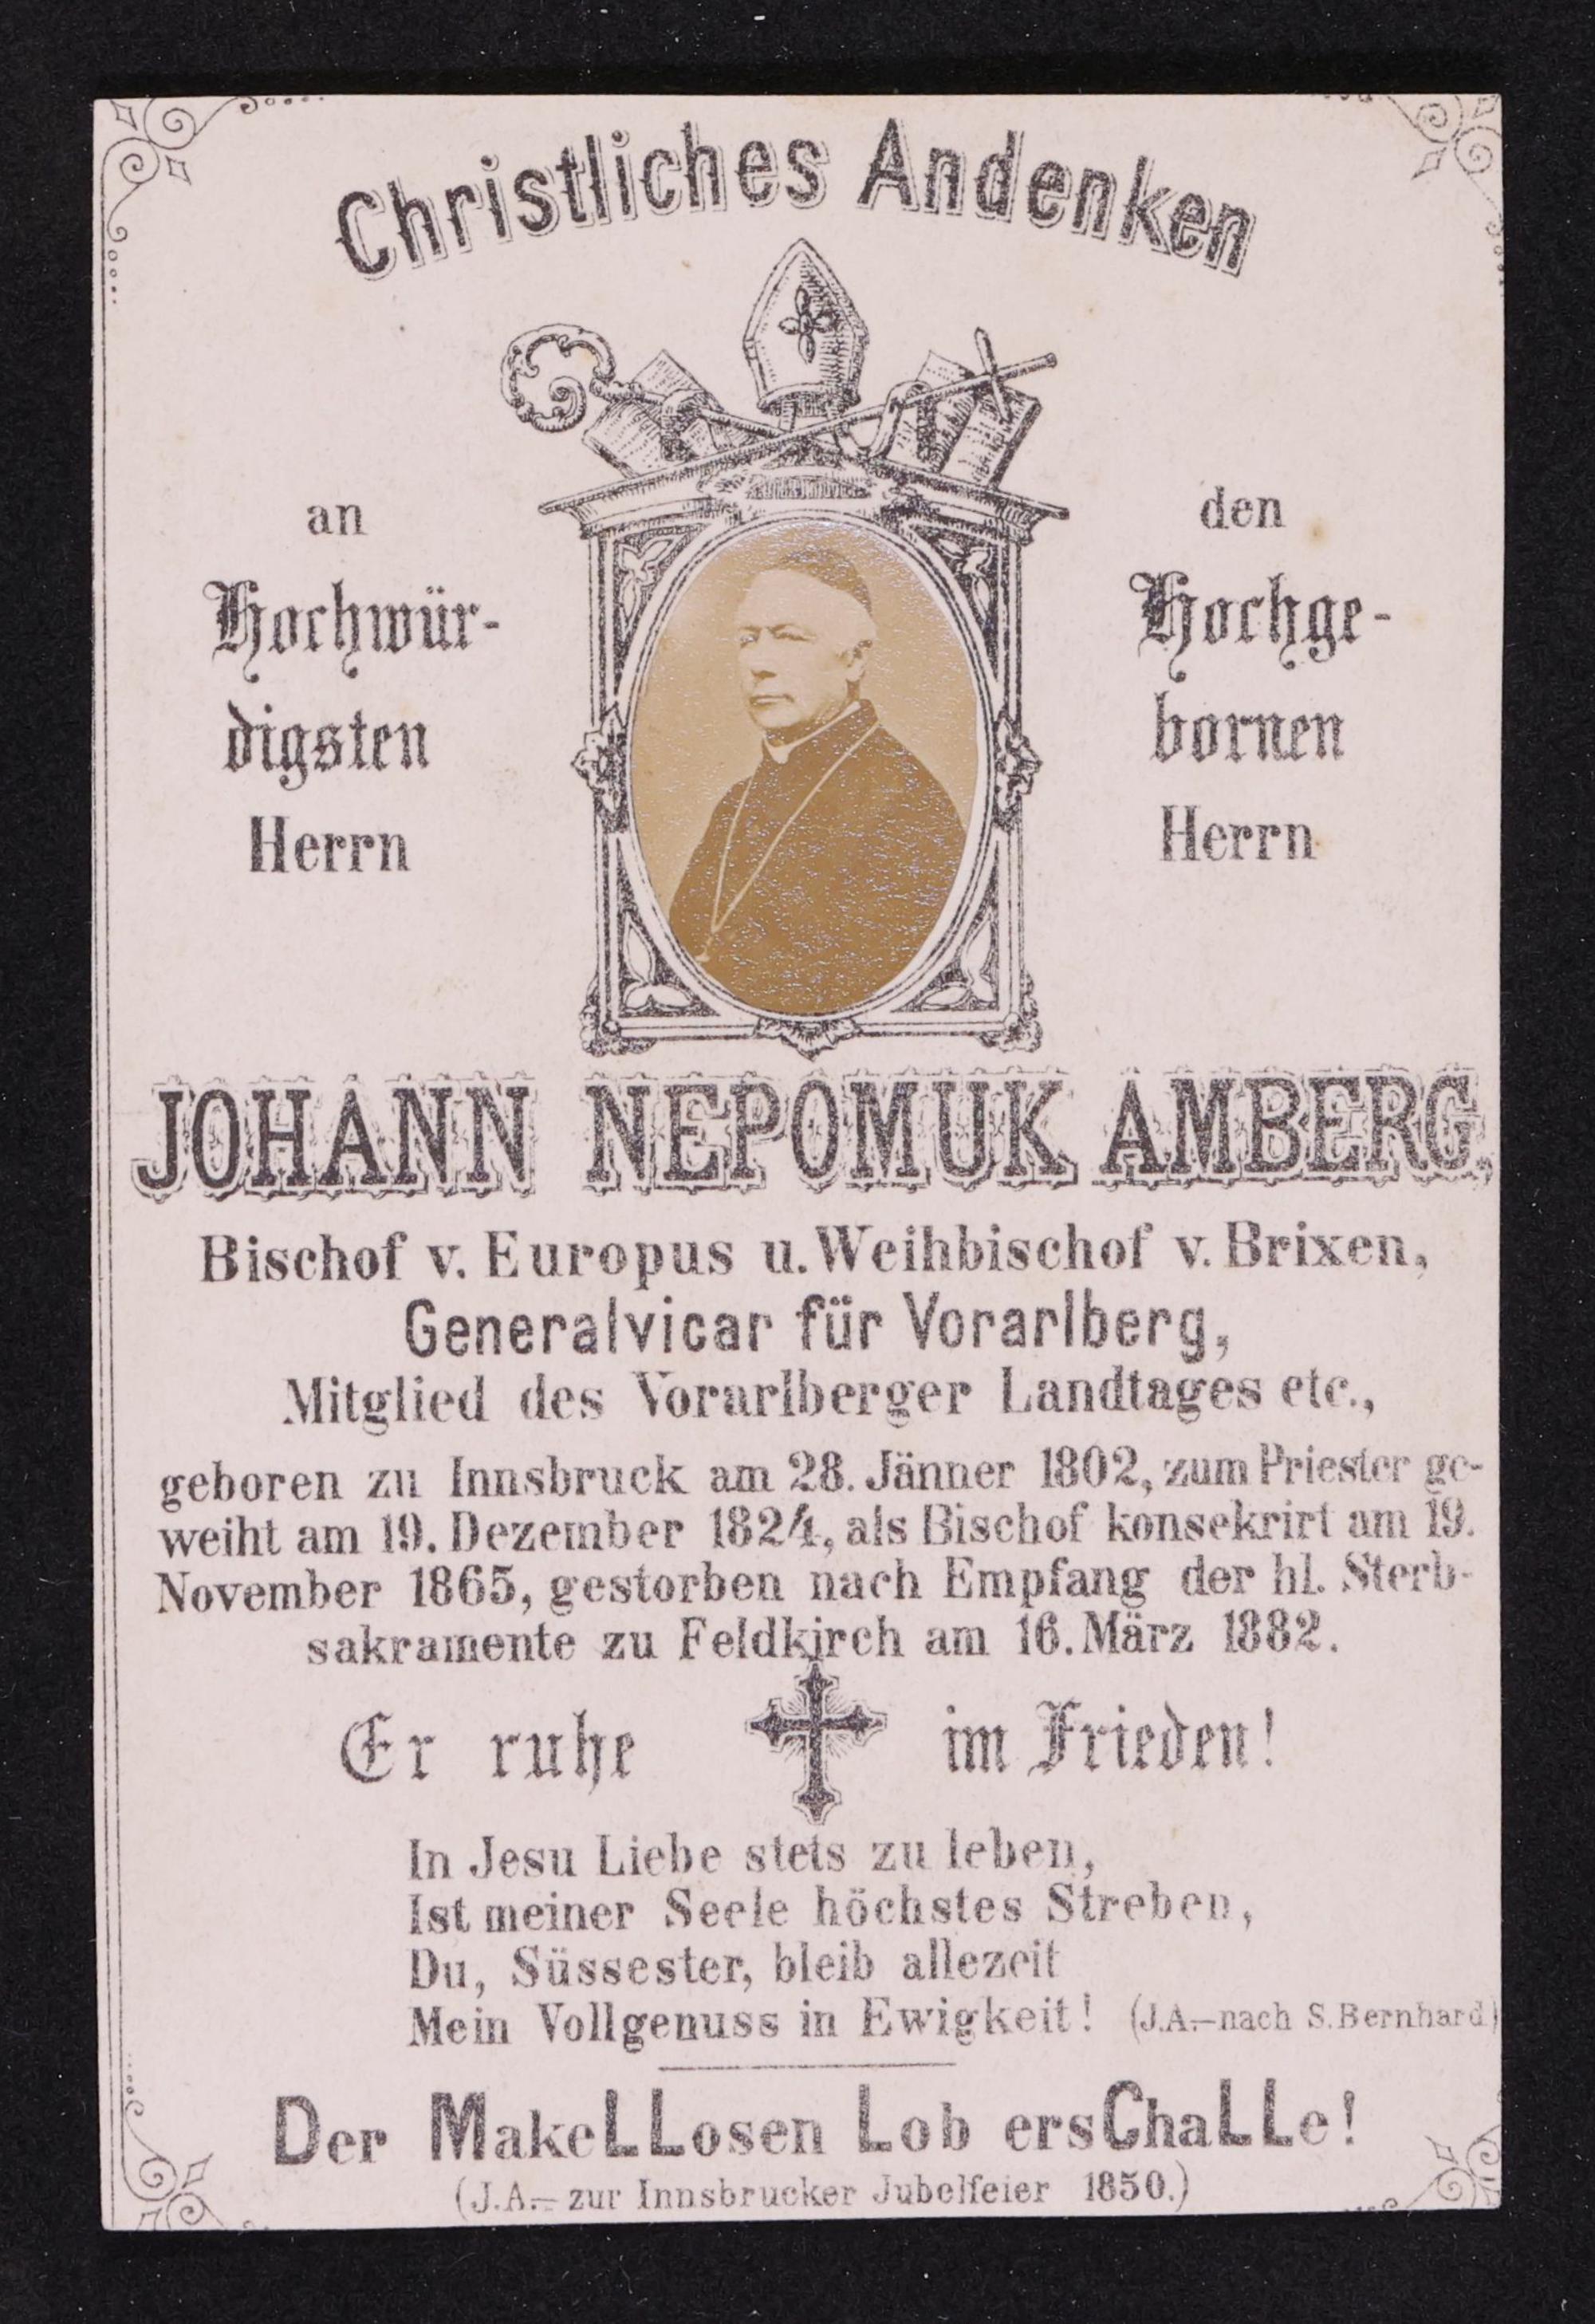 Christliches Andenken
an
Hochwür-
digsten
Herrn
den
Hochge-
bornen
Herrn
JOHANN NEPOMUK AMBERG,
Bischof v. Europus u. Weihbischof v. Brixen,
Generalvicar für Vorarlberg,
Mitglied des Vorarlberger Landtages etc.,
geboren zu Innsbruck am 28. Jänner 1802, zum Priester ge-
weiht am 19. Dezember 1824, als Bischof konsekrirt am 19.
November 1865, gestorben nach Empfang der hl. Sterb-
sakramente zu Feldkirch am 16. März 1882.
Er ruhe im Frieden!
In Jesu Liebe stets zu leben,
Ist meiner Seele höchstes Streben,
Du, Süssester, bleib allezeit
Mein Vollgenuss in Ewigkeit! (J.A.—nach S. Bernhard)
Der MakeLLosen Lob ersChaLLe!
(J.A.— zur Innsbrucker Jubelfeier 1850.)